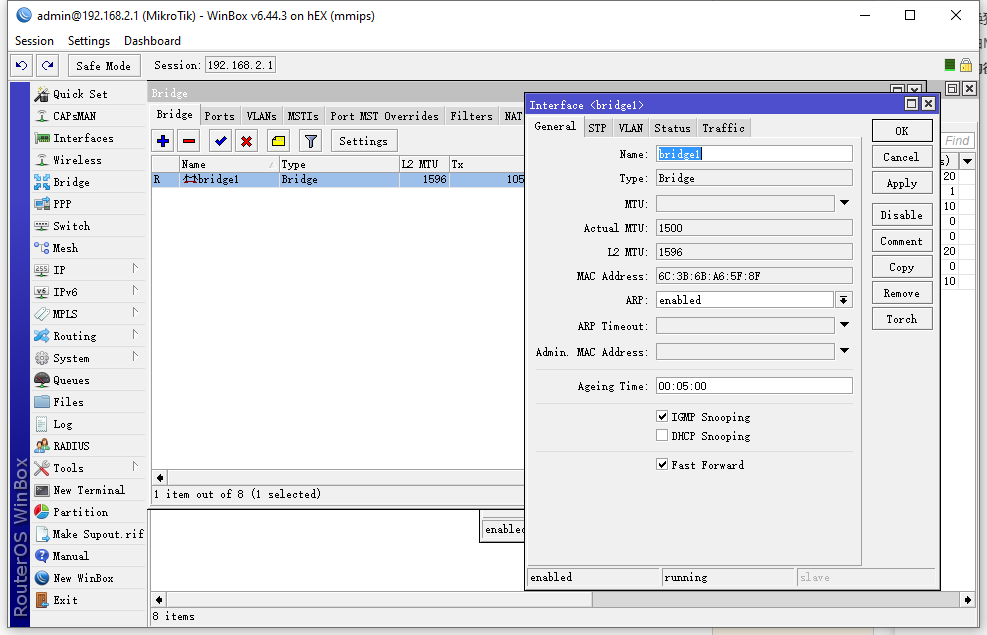 admin@192.168.2.1 (MikroTik) - WinBox v6.44.3 on hEX (mmips)
Session Settings Dashboard
Safe Mode Session: 192.168.2.1
Quick Set
CAPsMAN
Interfaces
Wireless
Bridge
PPP
Switch
Mesh
IP
IPv6
MPLS
Routing
System
Queues
Files
Log
RADIUS
Tools
New Terminal
Partition
Make Supout.rif
Manual
New WinBox
Exit
RouterOS WinBox
Bridge
Bridge Ports VLANs MSTIs Port MST Overrides Filters NAT
Settings
Name Type L2 MTU Tx
R bridge1 Bridge 1596 105
1 item out of 8 (1 selected)
enabled
8 items
Find
s)
20
1
10
0
0
20
0
10
Interface <bridge1>
General STP VLAN Status Traffic
Name: bridge1
Type: Bridge
MTU:
Actual MTU: 1500
L2 MTU: 1596
MAC Address: 6C:3B:6B:A6:5F:8F
ARP: enabled
ARP Timeout:
Admin. MAC Address:
Ageing Time: 00:05:00
IGMP Snooping
DHCP Snooping
Fast Forward
OK
Cancel
Apply
Disable
Comment
Copy
Remove
Torch
enabled running slave